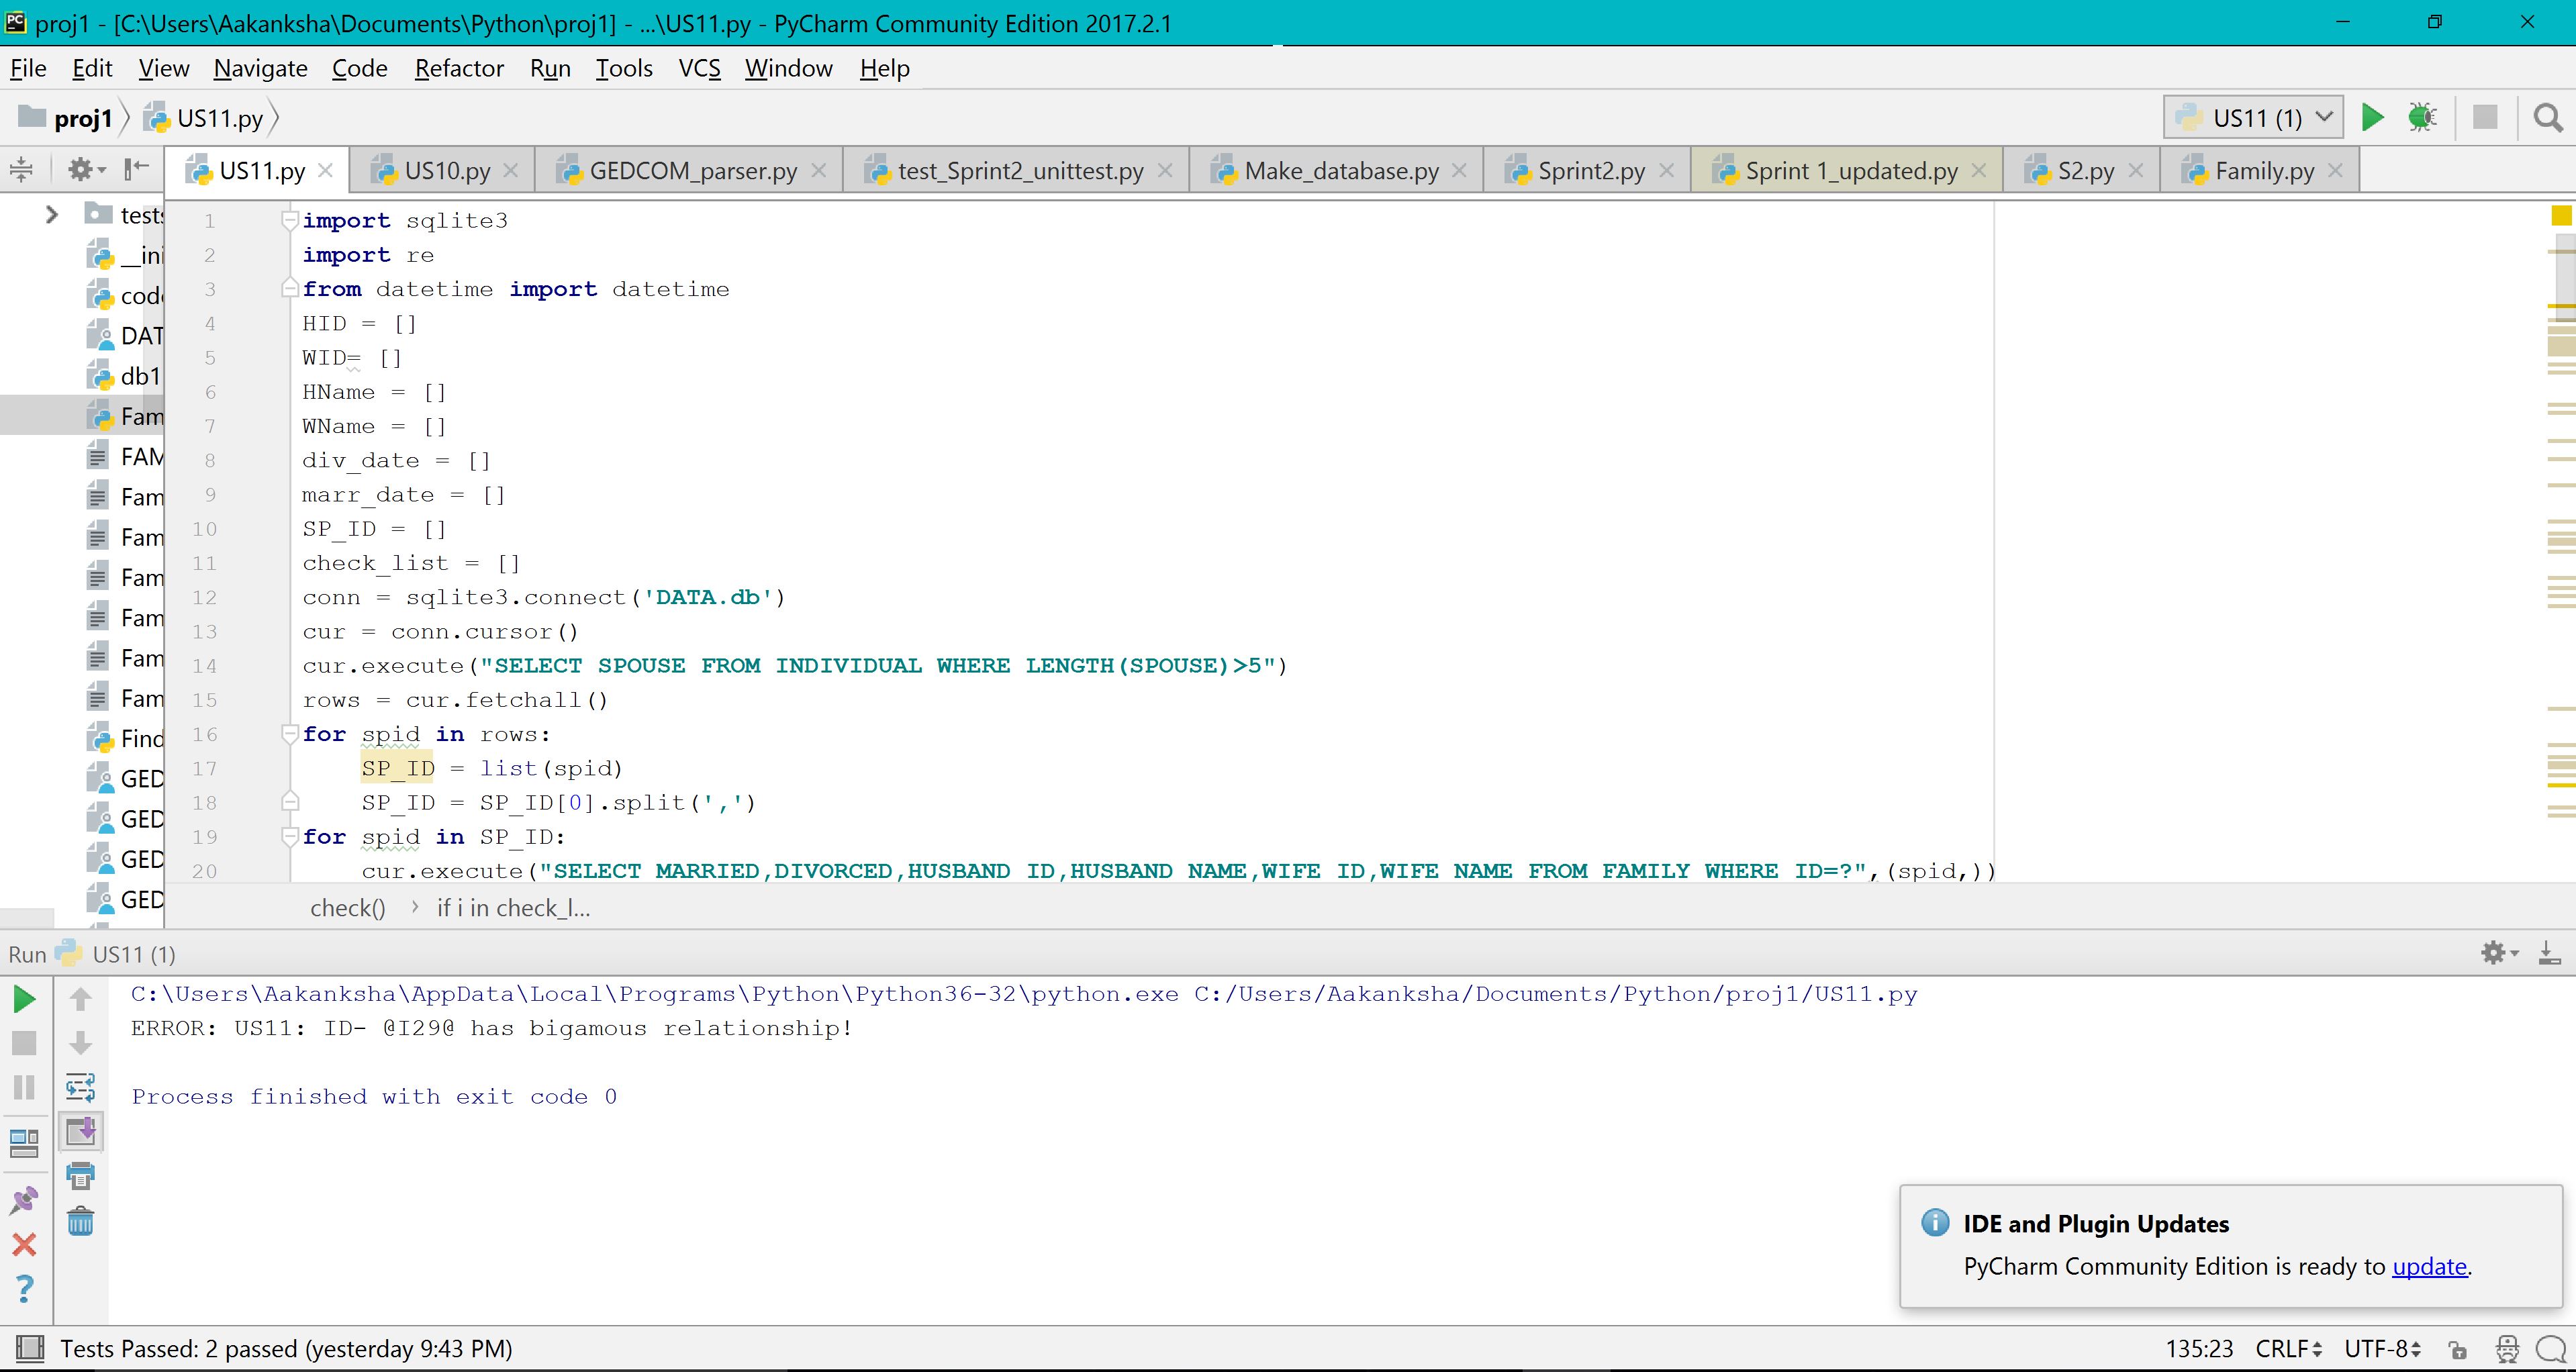 proj1 - [C:\Users\Aakanksha\Documents\Python\proj1] - ...\US11.py - PyCharm Community Edition 2017.2.1
File Edit View Navigate Code Refactor Run Tools VCS Window Help
proj1 US11.py US11 (1)
US11.py US10.py GEDCOM_parser.py test_Sprint2_unittest.py Make_database.py Sprint2.py Sprint 1_updated.py S2.py Family.py
tests
__ini
code
DAT
db1
Fam
FAM
Fam
Fam
Fam
Fam
Fam
Fam
Find
GED
GED
GED
GED
1 import sqlite3
2 import re
3 from datetime import datetime
4 HID = []
5 WID= []
6 HName = []
7 WName = []
8 div_date = []
9 marr_date = []
10 SP_ID = []
11 check_list = []
12 conn = sqlite3.connect('DATA.db')
13 cur = conn.cursor()
14 cur.execute("SELECT SPOUSE FROM INDIVIDUAL WHERE LENGTH(SPOUSE)>5")
15 rows = cur.fetchall()
16 for spid in rows:
17 SP_ID = list(spid)
18 SP_ID = SP_ID[0].split(',')
19 for spid in SP_ID:
20 cur.execute("SELECT MARRIED,DIVORCED,HUSBAND_ID,HUSBAND_NAME,WIFE_ID,WIFE_NAME FROM FAMILY WHERE ID=?",(spid,))
check() › if i in check_l...
Run US11 (1)
C:\Users\Aakanksha\AppData\Local\Programs\Python\Python36-32\python.exe C:/Users/Aakanksha/Documents/Python/proj1/US11.py
ERROR: US11: ID- @I29@ has bigamous relationship!
Process finished with exit code 0
IDE and Plugin Updates
PyCharm Community Edition is ready to update.
Tests Passed: 2 passed (yesterday 9:43 PM) 135:23 CRLF UTF-8